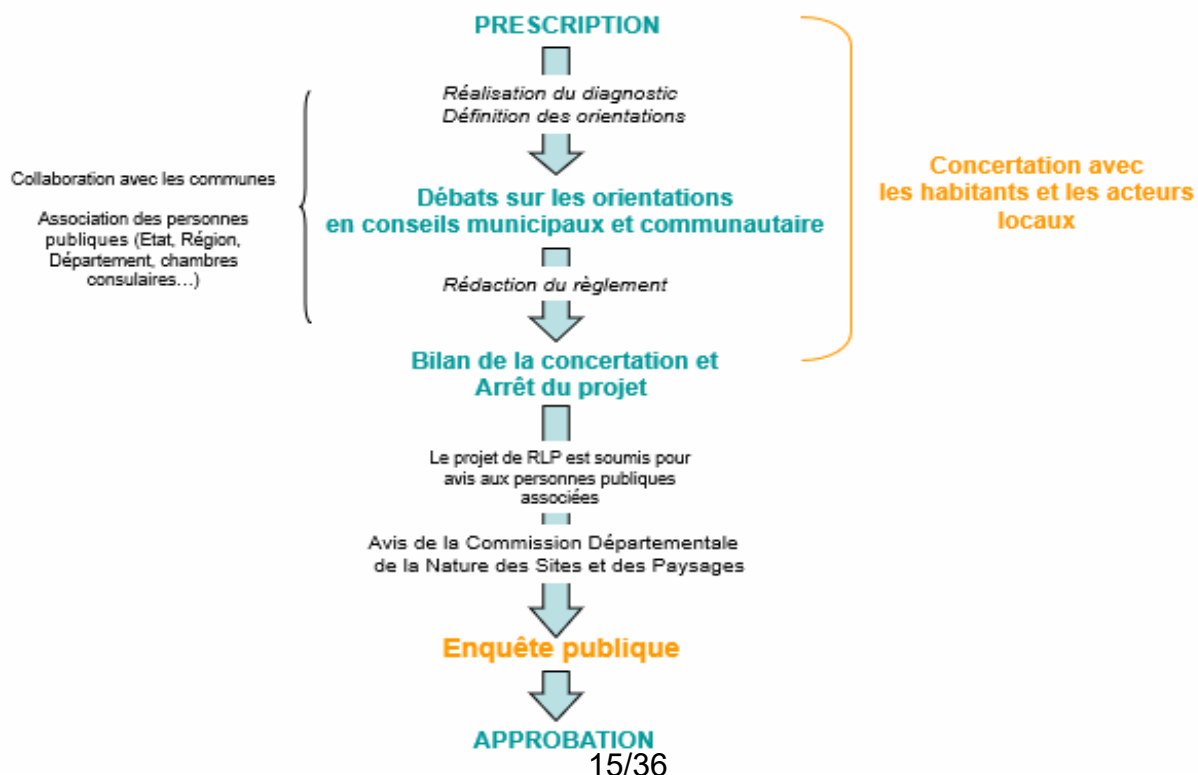 PRESCRIPTION
Réalisation du diagnostic
Définition des orientations
Collaboration avec les communes
Association des personnes
publiques (Etat, Région,
Département, chambres
consulaires…)
Débats sur les orientations
en conseils municipaux et communautaire
Concertation avec
les habitants et les acteurs
locaux
Rédaction du règlement
Bilan de la concertation et
Arrêt du projet
Le projet de RLP est soumis pour
avis aux personnes publiques
associées
Avis de la Commission Départementale
de la Nature des Sites et des Paysages
Enquête publique
APPROBATION
15/36